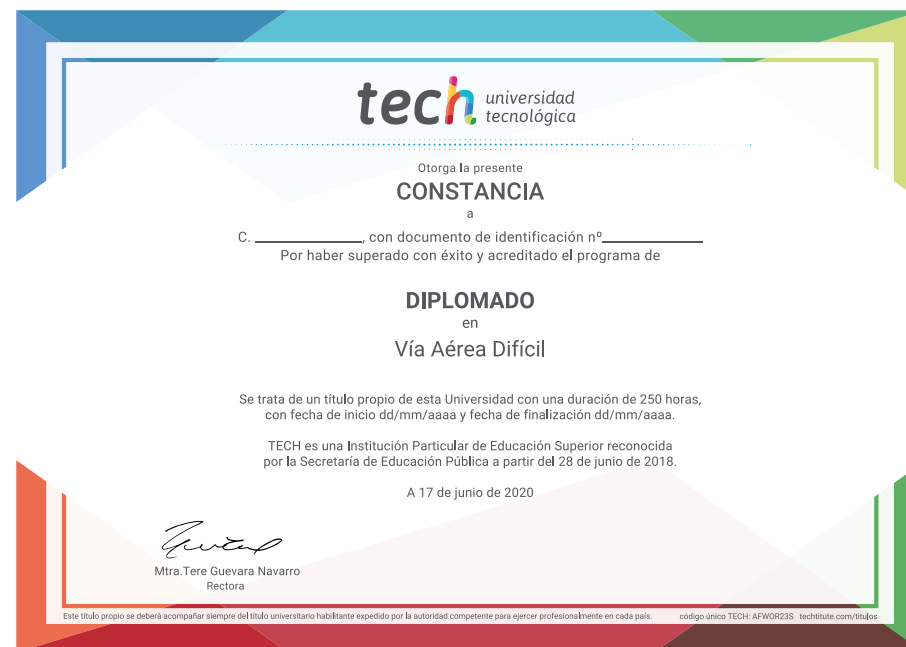 tech universidad
tecnológica
Otorga la presente
CONSTANCIA
a
C. ____________, con documento de identificación nº____________
Por haber superado con éxito y acreditado el programa de
DIPLOMADO
en
Vía Aérea Difícil
Se trata de un título propio de esta Universidad con una duración de 250 horas,
con fecha de inicio dd/mm/aaaa y fecha de finalización dd/mm/aaaa.
TECH es una Institución Particular de Educación Superior reconocida
por la Secretaría de Educación Pública a partir del 28 de junio de 2018.
A 17 de junio de 2020
Mtra.Tere Guevara Navarro
Rectora
Este título propio se deberá acompañar siempre del título universitario habilitante expedido por la autoridad competente para ejercer profesionalmente en cada país. código único TECH: AFWOR23S techtitute.com/titulos